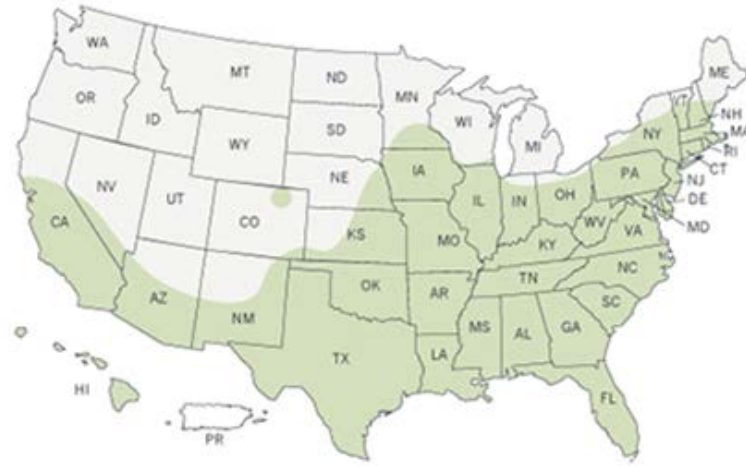 WA
MT
ND
MN
ME
OR
ID
SD
WI
VT
NH
WY
MI
NY
MA
RI
CT
NV
UT
NE
IA
PA
NJ
CO
IL
IN
OH
DE
CA
KS
MO
WV
VA
MD
KY
AZ
NM
OK
AR
TN
NC
SC
TX
MS
AL
GA
LA
FL
HI
PR